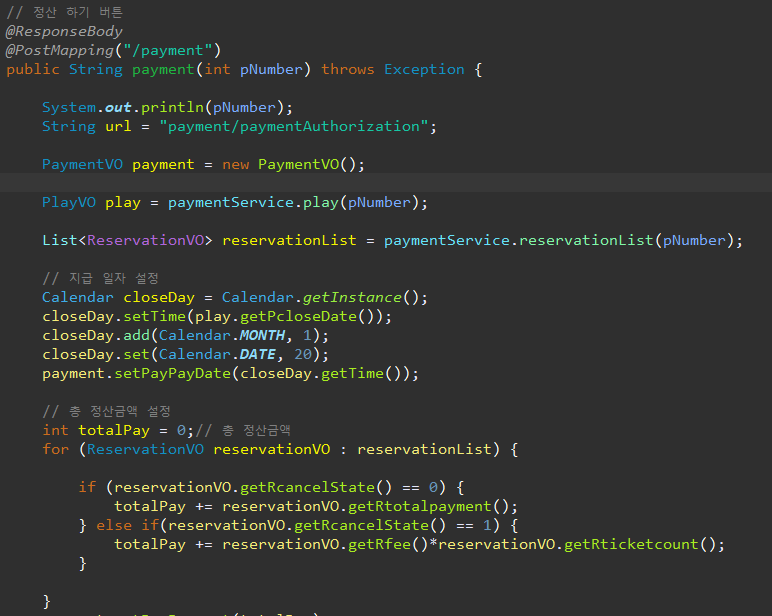 // 정산 하기 버튼
@ResponseBody
@PostMapping("/payment")
public String payment(int pNumber) throws Exception {
System.out.println(pNumber);
String url = "payment/paymentAuthorization";
PaymentVO payment = new PaymentVO();
PlayVO play = paymentService.play(pNumber);
List<ReservationVO> reservationList = paymentService.reservationList(pNumber);
// 지급 일자 설정
Calendar closeDay = Calendar.getInstance();
closeDay.setTime(play.getPcloseDate());
closeDay.add(Calendar.MONTH, 1);
closeDay.set(Calendar.DATE, 20);
payment.setPayPayDate(closeDay.getTime());
// 총 정산금액 설정
int totalPay = 0;// 총 정산금액
for (ReservationVO reservationVO : reservationList) {
if (reservationVO.getRcancelState() == 0) {
totalPay += reservationVO.getRtotalpayment();
} else if(reservationVO.getRcancelState() == 1) {
totalPay += reservationVO.getRfee()*reservationVO.getRticketcount();
}
}